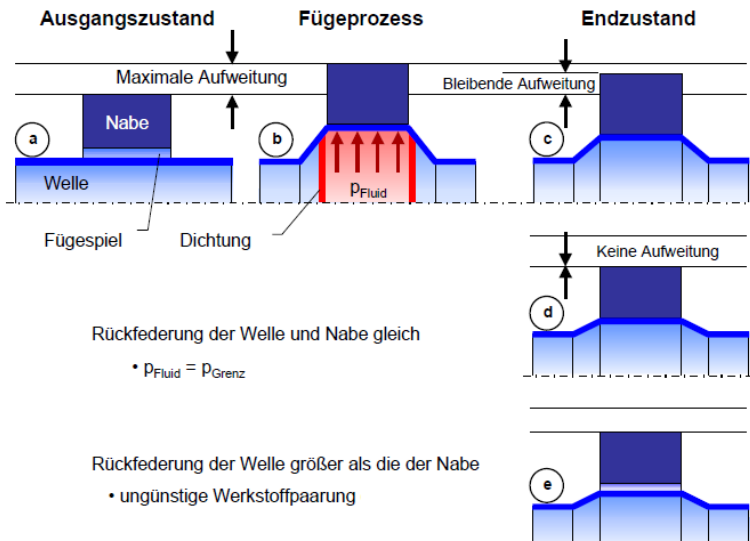 Ausgangszustand
Fügeprozess
Endzustand
Maximale Aufweitung
Bleibende Aufweitung
Nabe
a
b
c
Welle
pFluid
Fügespiel
Dichtung
Keine Aufweitung
d
Rückfederung der Welle und Nabe gleich
• pFluid = pGrenz
Rückfederung der Welle größer als die der Nabe
• ungünstige Werkstoffpaarung
e